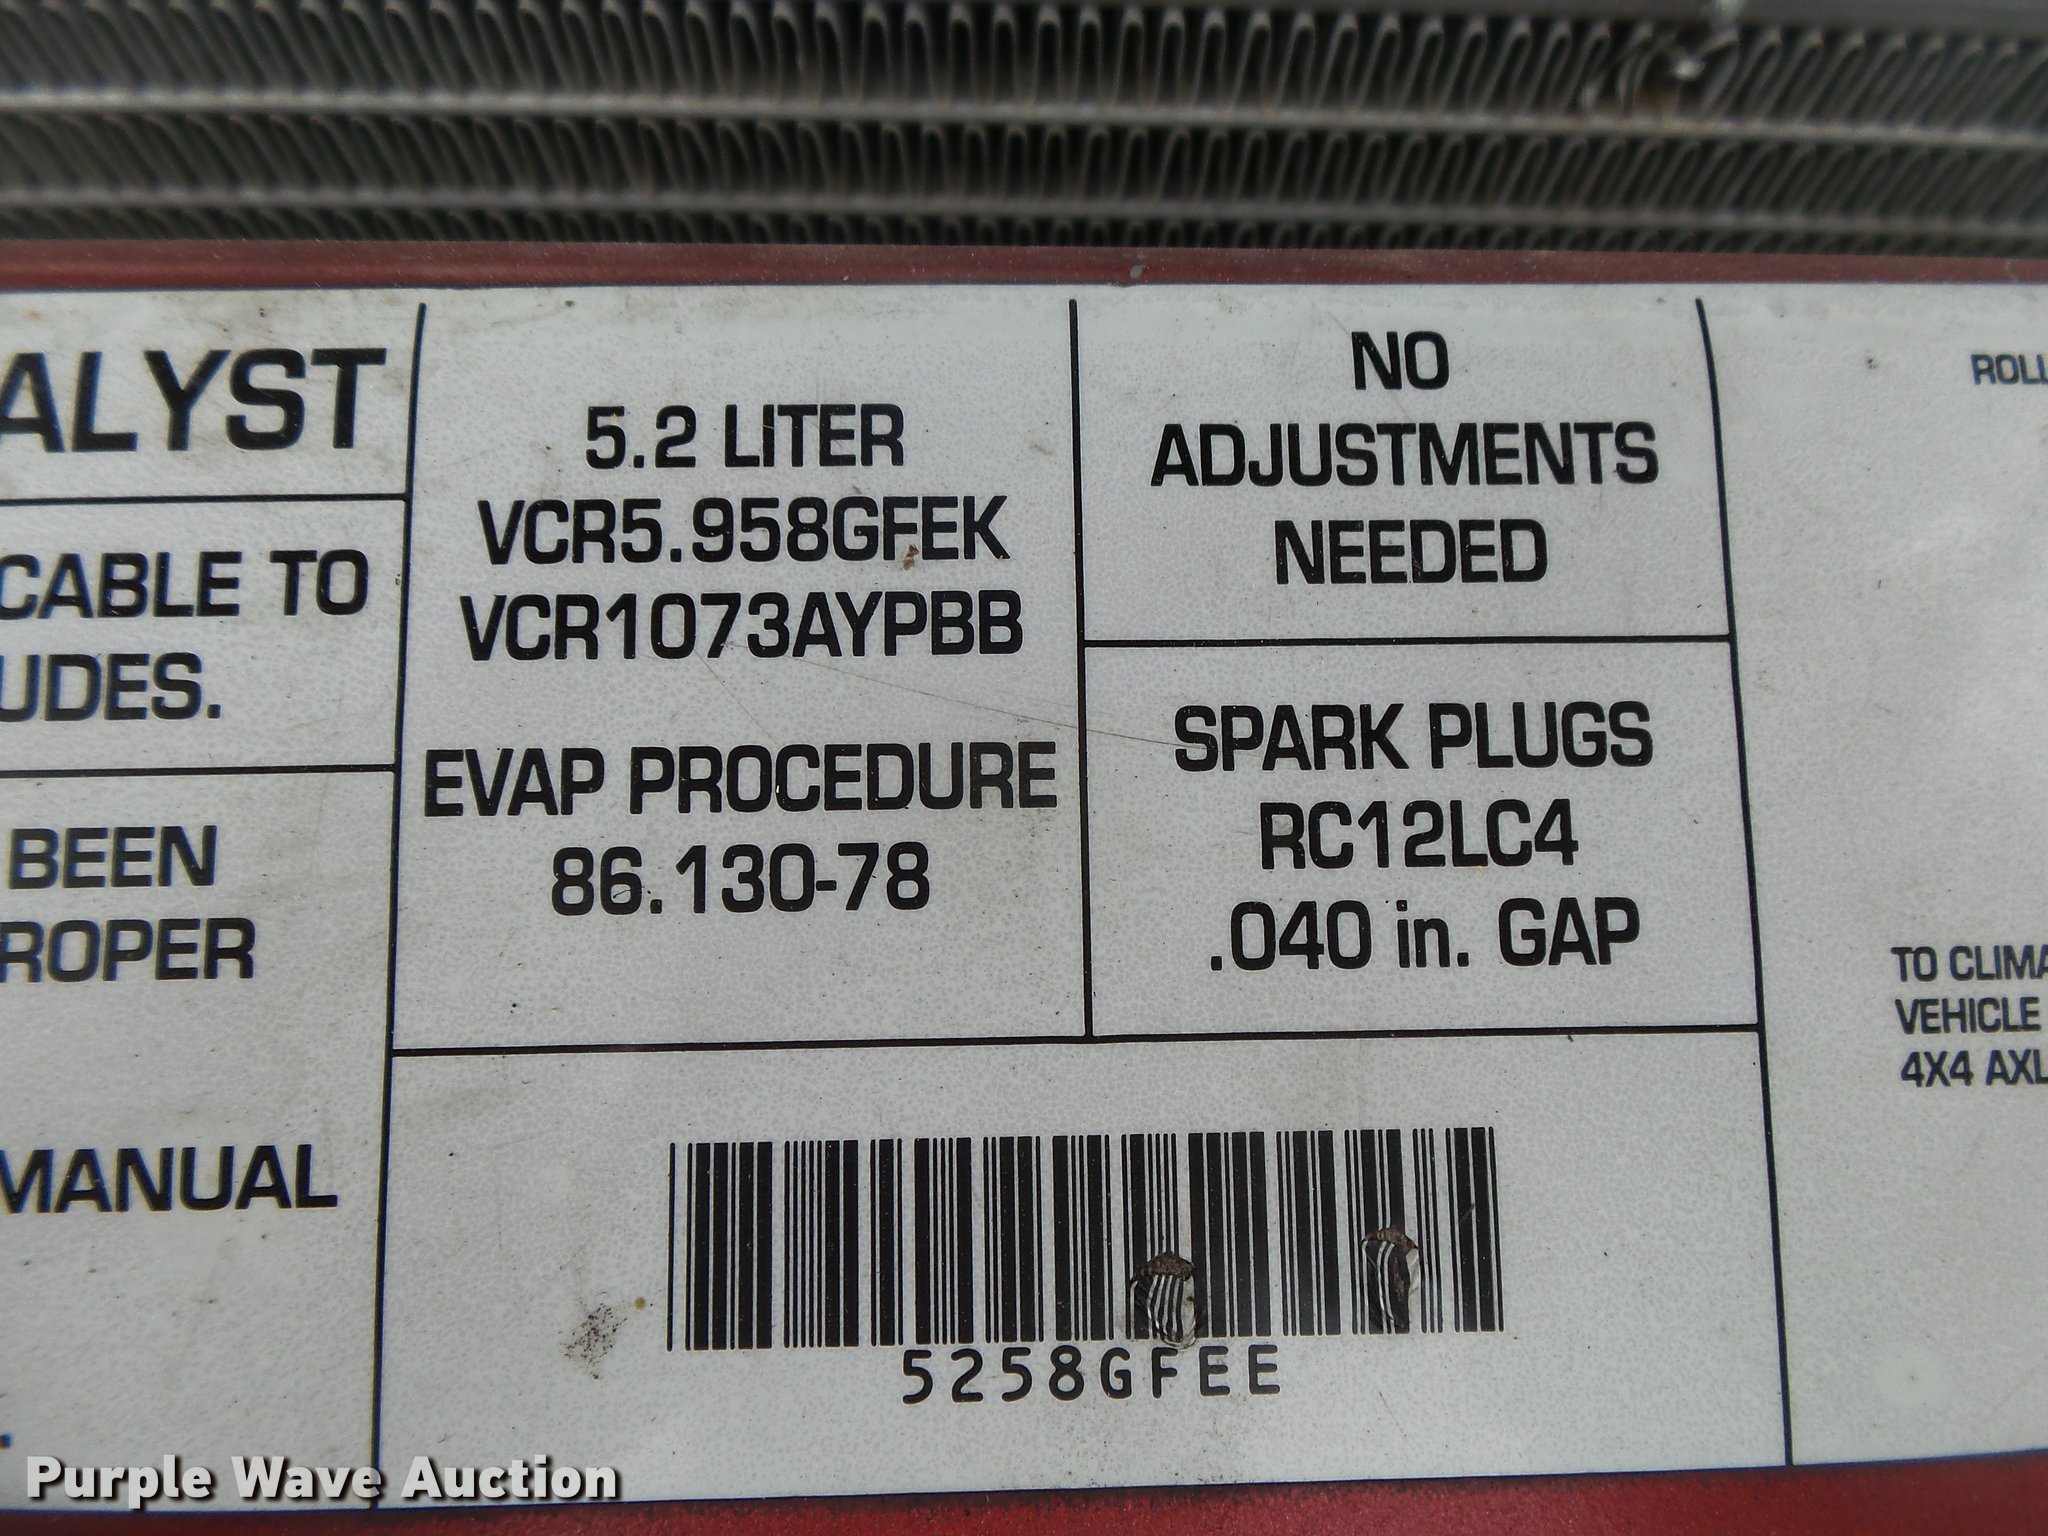 ALYST
CABLE TO
UDES.
BEEN
ROPER
MANUAL
5.2 LITER
VCR5.958GFEK
VCR1073AYPBB
EVAP PROCEDURE
86.130-78
NO
ADJUSTMENTS
NEEDED
SPARK PLUGS
RC12LC4
.040 in. GAP
5258GFEE
ROLL
TO CLIMA
VEHICLE
4X4 AXL
Purple Wave Auction